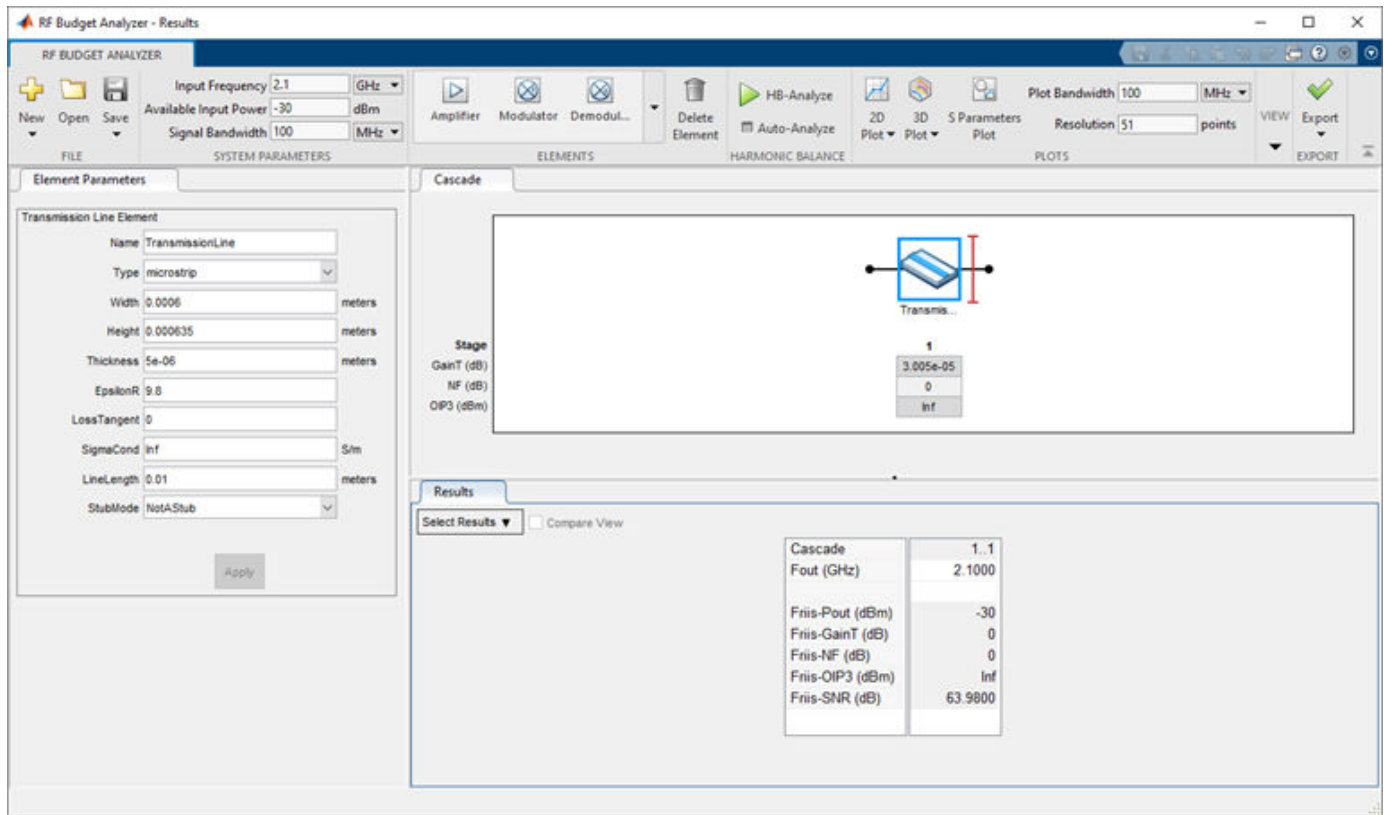 RF Budget Analyzer - Results
RF BUDGET ANALYZER
New Open Save
FILE
Input Frequency 2.1 GHz
Available Input Power -30 dBm
Signal Bandwidth 100 MHz
SYSTEM PARAMETERS
Amplifier Modulator Demodul...
Delete Element
ELEMENTS
HB-Analyze
Auto-Analyze
HARMONIC BALANCE
2D Plot
3D Plot
S Parameters Plot
Plot Bandwidth 100 MHz
Resolution 51 points
PLOTS
VIEW
Export
EXPORT
Element Parameters
Transmission Line Element
Name TransmissionLine
Type microstrip
Width 0.0006 meters
Height 0.000635 meters
Thickness 5e-06 meters
EpsilonR 9.8
LossTangent 0
SigmaCond Inf S/m
LineLength 0.01 meters
StubMode NotAStub
Apply
Cascade
Transmis...
Stage 1
GainT (dB) 3.005e-05
NF (dB) 0
OIP3 (dBm) Inf
Results
Select Results ▼ Compare View
Cascade 1..1
Fout (GHz) 2.1000
Friis-Pout (dBm) -30
Friis-GainT (dB) 0
Friis-NF (dB) 0
Friis-OIP3 (dBm) Inf
Friis-SNR (dB) 63.9800